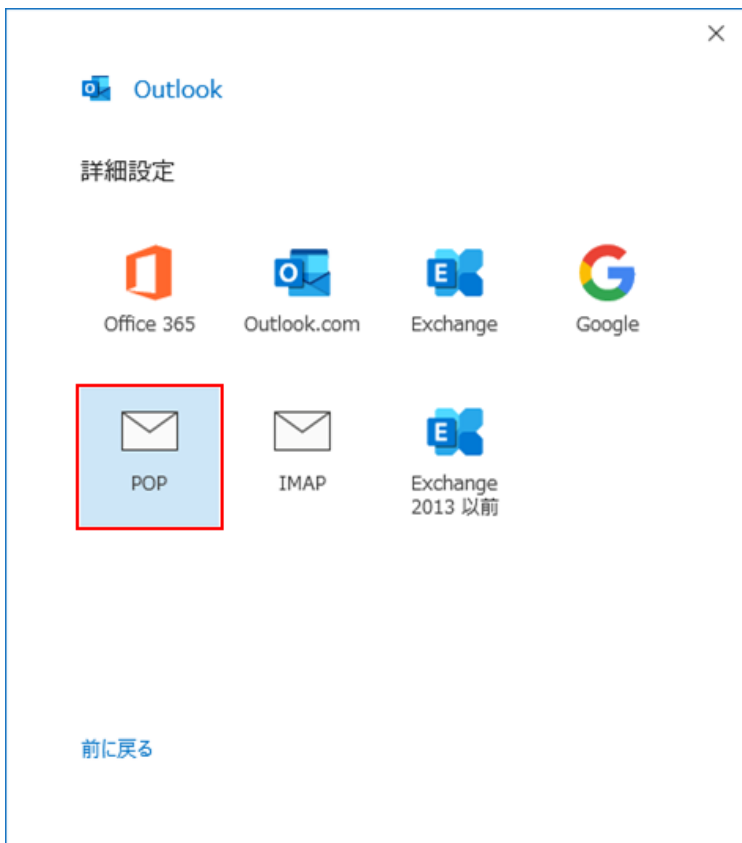 Outlook
詳細設定
Office 365
Outlook.com
Exchange
Google
POP
IMAP
Exchange
2013 以前
前に戻る